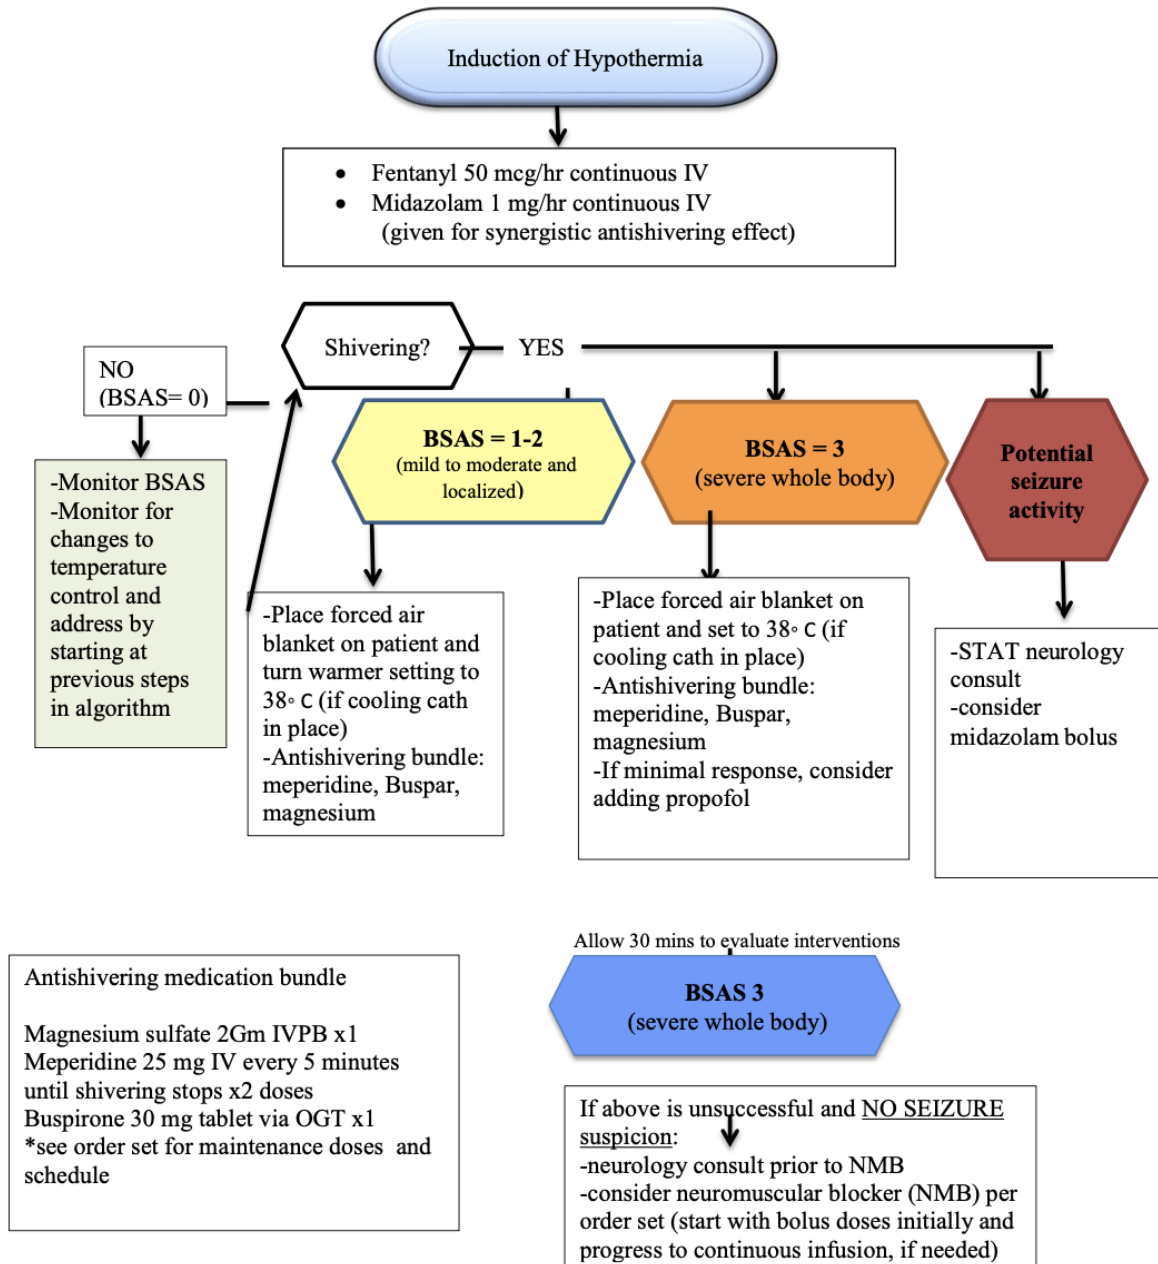 Induction of Hypothermia
• Fentanyl 50 mcg/hr continuous IV
• Midazolam 1 mg/hr continuous IV
(given for synergistic antishivering effect)
Shivering?
YES
NO
(BSAS= 0)
-Monitor BSAS
-Monitor for
changes to
temperature
control and
address by
starting at
previous steps
in algorithm
BSAS = 1-2
(mild to moderate and
localized)
-Place forced air
blanket on patient and
turn warmer setting to
38◦ C (if cooling cath
in place)
-Antishivering bundle:
meperidine, Buspar,
magnesium
BSAS = 3
(severe whole body)
-Place forced air blanket on
patient and set to 38◦ C (if
cooling cath in place)
-Antishivering bundle:
meperidine, Buspar,
magnesium
-If minimal response, consider
adding propofol
Potential
seizure
activity
-STAT neurology
consult
-consider
midazolam bolus
Antishivering medication bundle
Magnesium sulfate 2Gm IVPB x1
Meperidine 25 mg IV every 5 minutes
until shivering stops x2 doses
Buspirone 30 mg tablet via OGT x1
*see order set for maintenance doses and
schedule
Allow 30 mins to evaluate interventions
BSAS 3
(severe whole body)
If above is unsuccessful and NO SEIZURE
suspicion:
-neurology consult prior to NMB
-consider neuromuscular blocker (NMB) per
order set (start with bolus doses initially and
progress to continuous infusion, if needed)